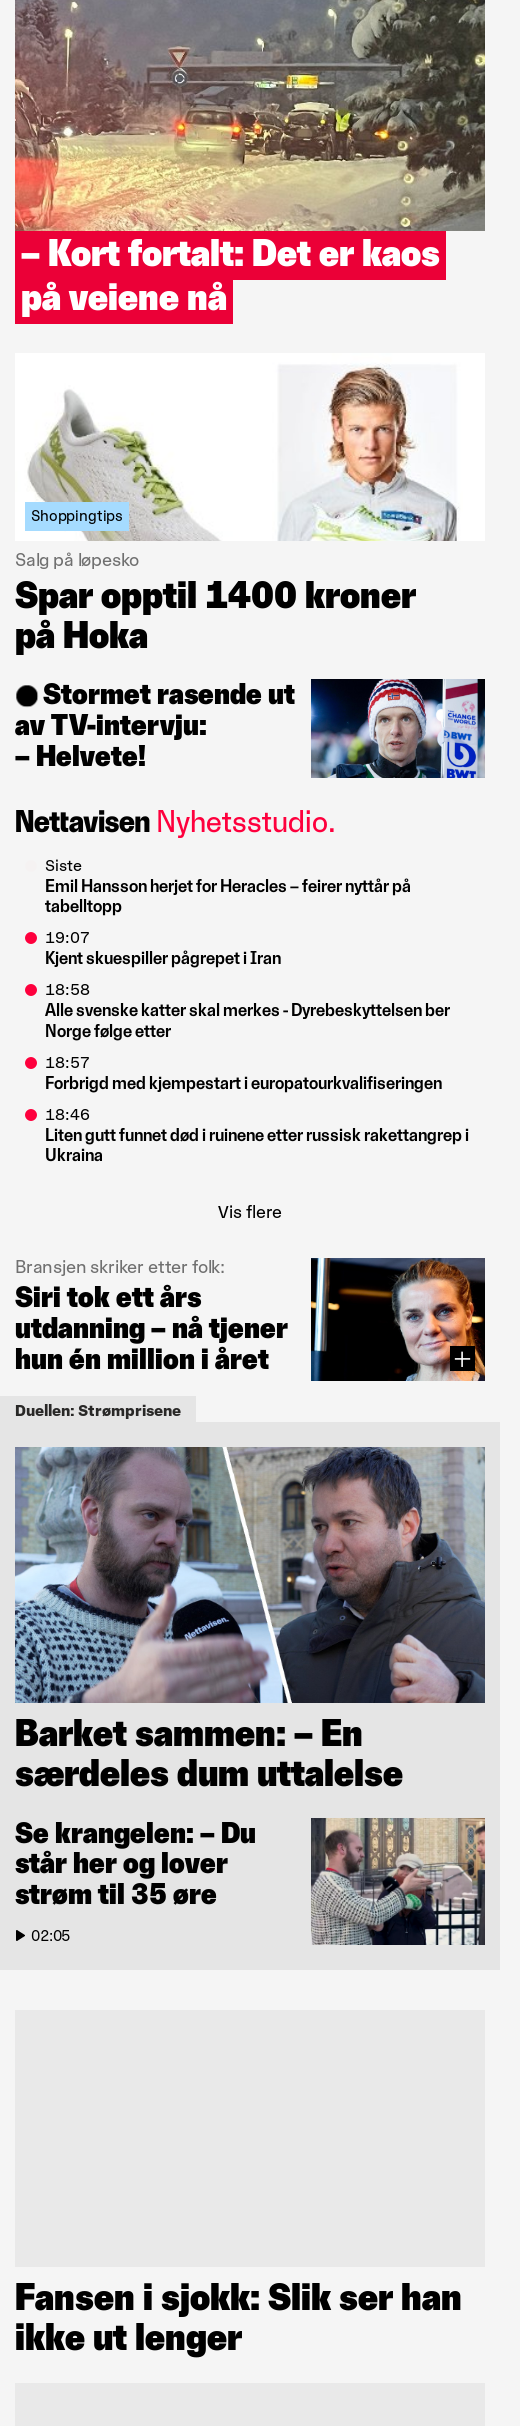 – Kort fortalt: Det er kaos
på veiene nå
Shoppingtips
Salg på løpesko
Spar opptil 1400 kroner
på Hoka
Stormet rasende ut
av TV-intervju:
– Helvete!
CHANGE
WORLD
BWT
BWT
Nettavisen Nyhetsstudio.
Siste
Emil Hansson herjet for Heracles – feirer nyttår på
tabelltopp
19:07
Kjent skuespiller pågrepet i Iran
18:58
Alle svenske katter skal merkes - Dyrebeskyttelsen ber
Norge følge etter
18:57
Forbrigd med kjempestart i europatourkvalifiseringen
18:46
Liten gutt funnet død i ruinene etter russisk rakettangrep i
Ukraina
Vis flere
Bransjen skriker etter folk:
Siri tok ett års
utdanning – nå tjener
hun én million i året
Duellen: Strømprisene
Nettavisen.
Barket sammen: – En
særdeles dum uttalelse
Se krangelen: – Du
står her og lover
strøm til 35 øre
02:05
Fansen i sjokk: Slik ser han
ikke ut lenger